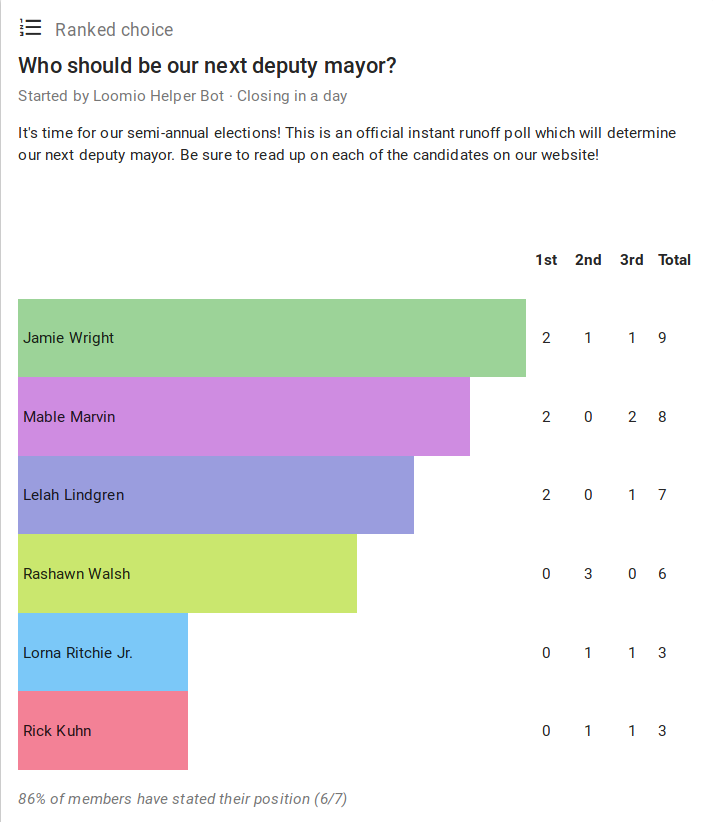 Ranked choice
Who should be our next deputy mayor?
Started by Loomio Helper Bot · Closing in a day
It's time for our semi-annual elections! This is an official instant runoff poll which will determine
our next deputy mayor. Be sure to read up on each of the candidates on our website!
1st 2nd 3rd Total
Jamie Wright 2 1 1 9
Mable Marvin 2 0 2 8
Lelah Lindgren 2 0 1 7
Rashawn Walsh 0 3 0 6
Lorna Ritchie Jr. 0 1 1 3
Rick Kuhn 0 1 1 3
86% of members have stated their position (6/7)